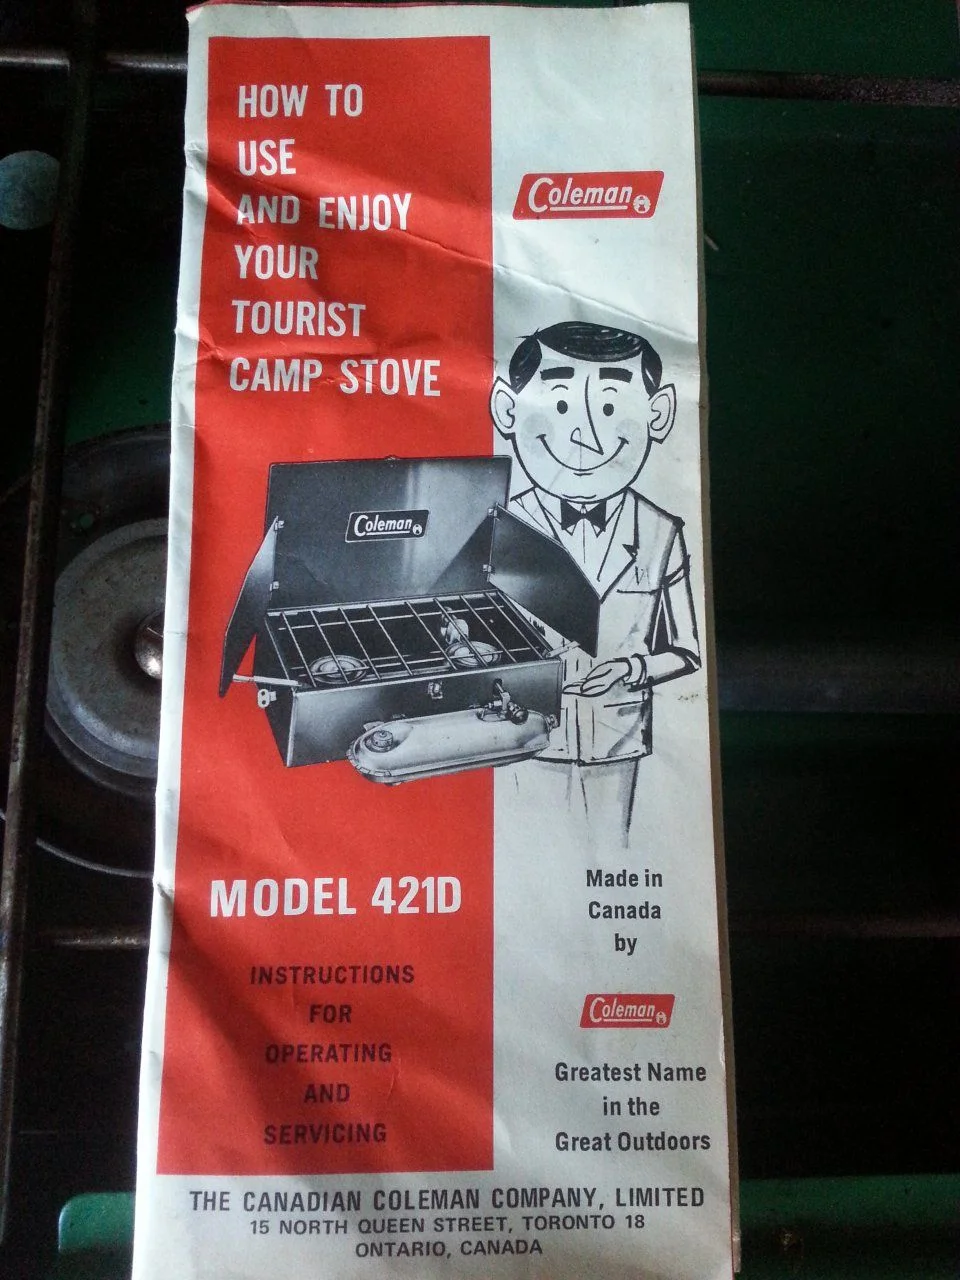 HOW TO
USE
AND ENJOY
YOUR
TOURIST
CAMP STOVE
Coleman
Coleman
MODEL 421D
INSTRUCTIONS
FOR
OPERATING
AND
SERVICING
Made in
Canada
by
Coleman
Greatest Name
in the
Great Outdoors
THE CANADIAN COLEMAN COMPANY, LIMITED
15 NORTH QUEEN STREET, TORONTO 18
ONTARIO, CANADA